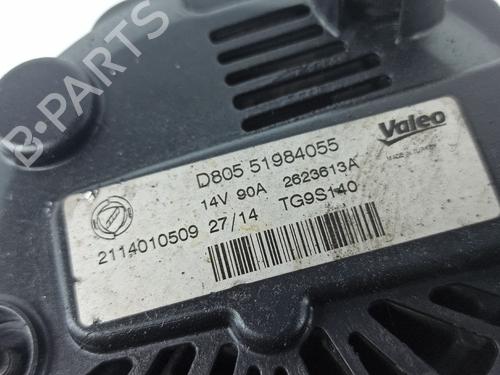 B-PARTS
Valeo
D805 51984055
14V 90A 2623613A
2114010509 27/14 TG9S140